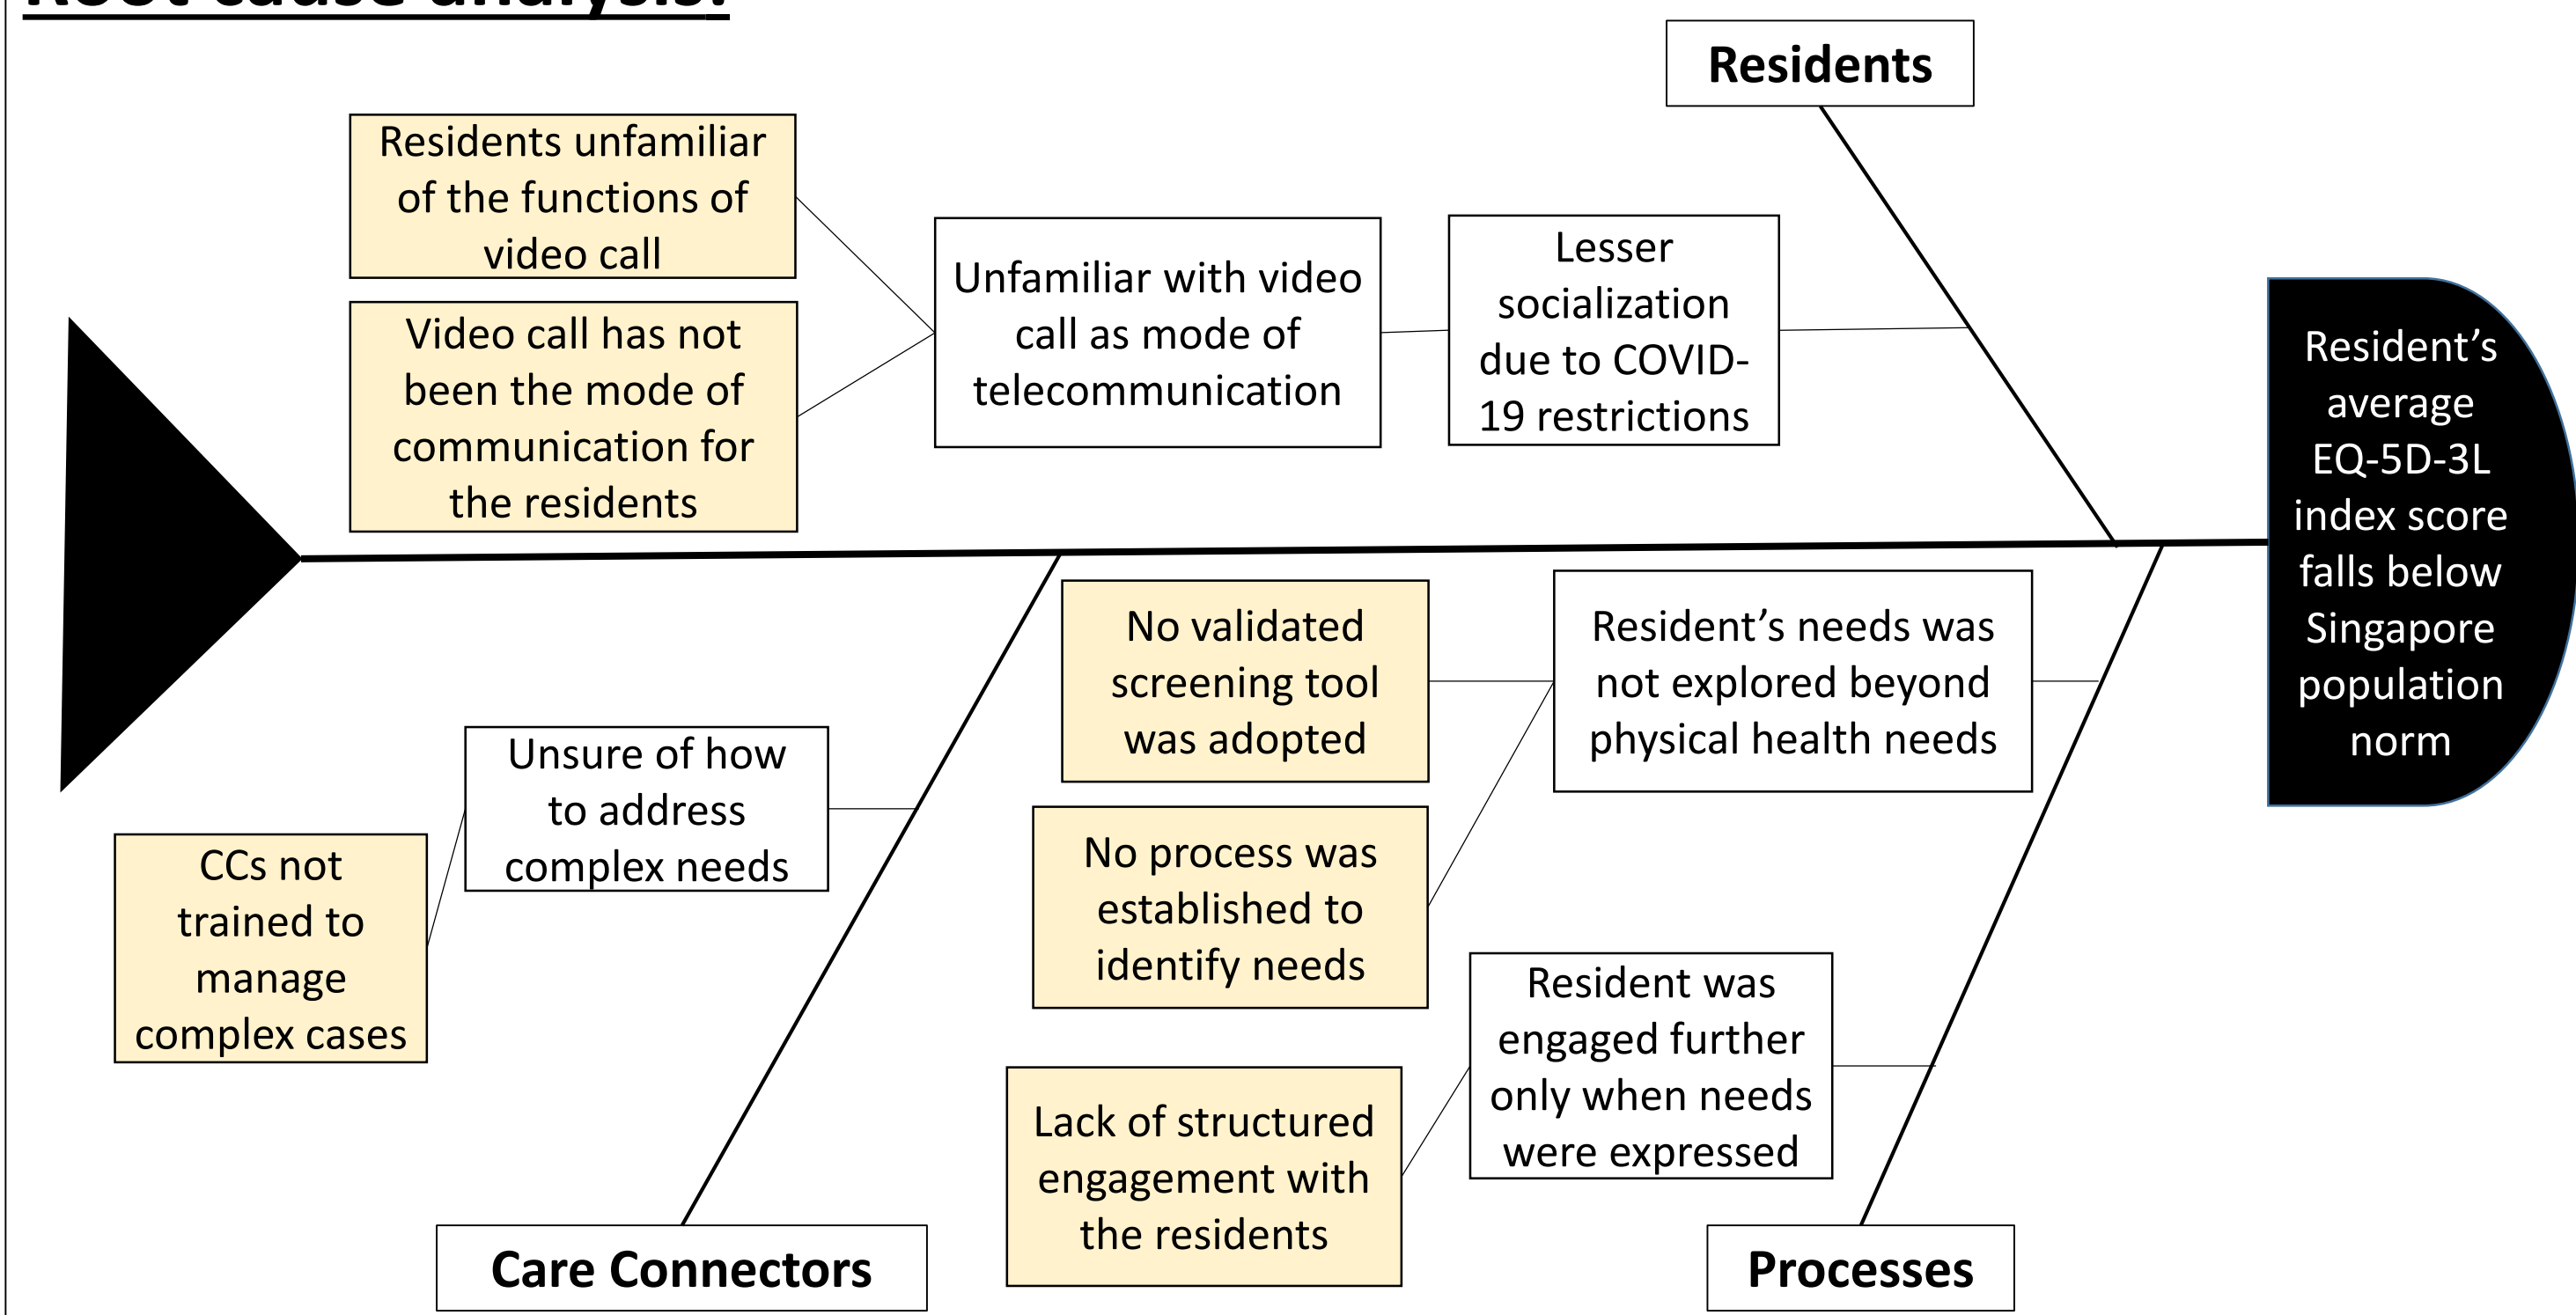 Root cause analysis:
Residents
Residents unfamiliar
of the functions of
video call
Video call has not
been the mode of
communication for
the residents
Unfamiliar with video
call as mode of
telecommunication
Lesser
socialization
due to COVID-
19 restrictions
Resident’s
average
EQ-5D-3L
index score
falls below
Singapore
population
norm
No validated
screening tool
was adopted
Resident’s needs was
not explored beyond
physical health needs
Unsure of how
to address
complex needs
CCs not
trained to
manage
complex cases
No process was
established to
identify needs
Resident was
engaged further
only when needs
were expressed
Lack of structured
engagement with
the residents
Care Connectors
Processes